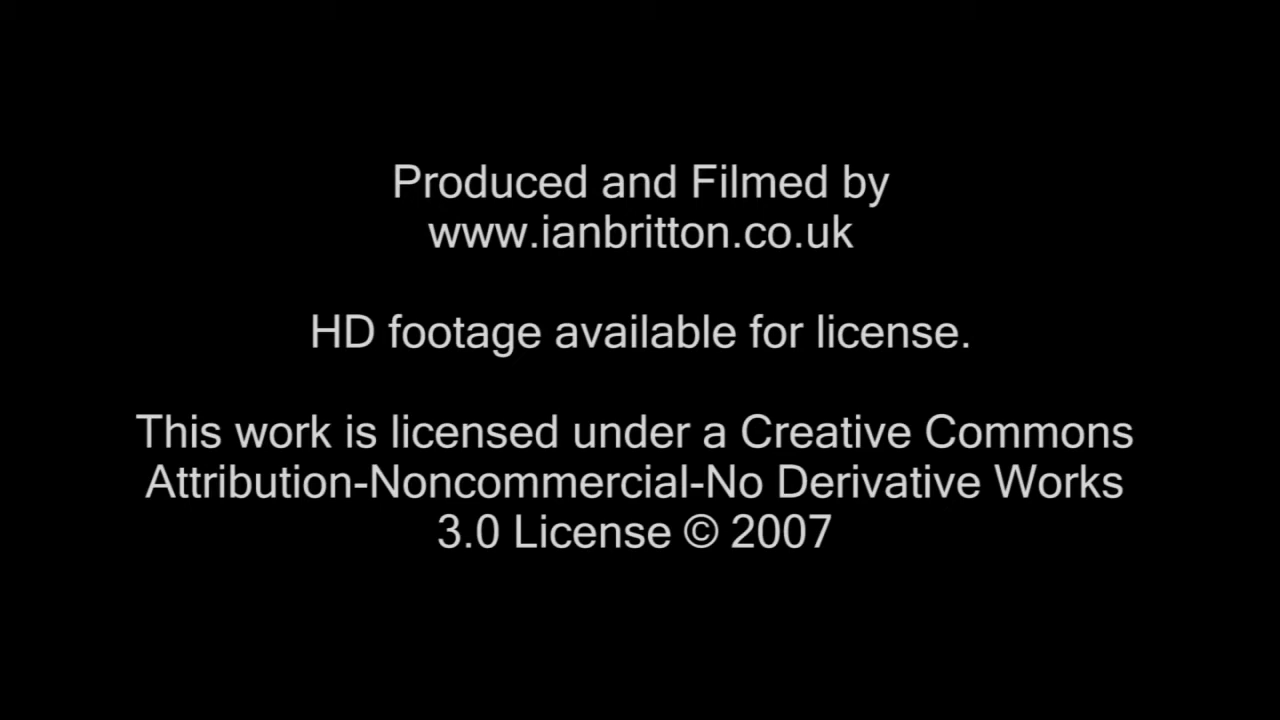 Produced and Filmed by
www.ianbritton.co.uk
HD footage available for license.
This work is licensed under a Creative Commons
Attribution-Noncommercial-No Derivative Works
3.0 License © 2007